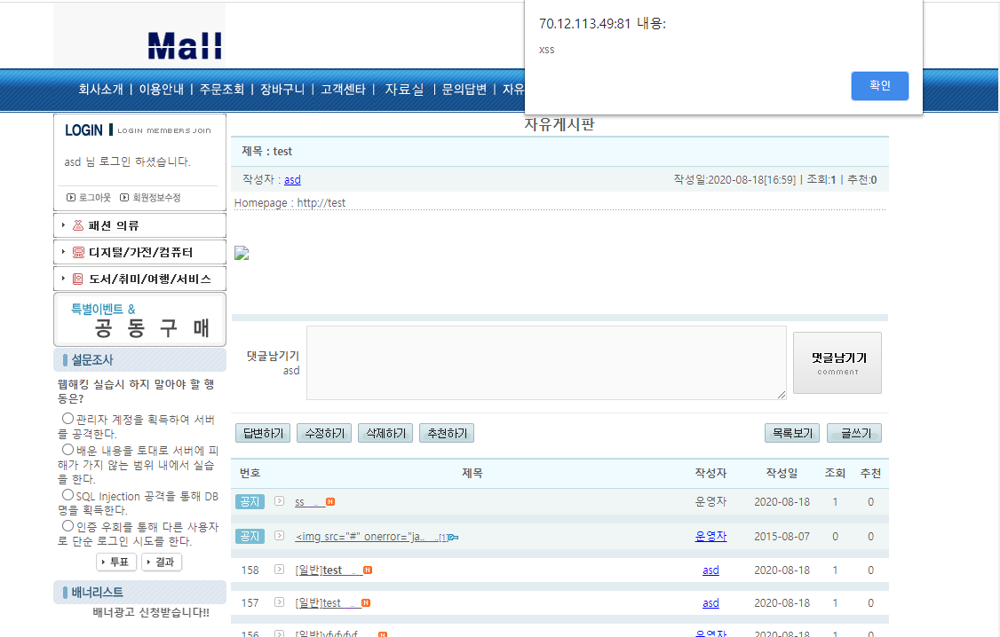 Mall
70.12.113.49:81 내용:
xss
확인
회사소개 | 이용안내 | 주문조회 | 장바구니 | 고객센타 | 자료실 | 문의답변 | 자유
LOGIN LOGIN MEMBERS JOIN
asd 님 로그인 하셨습니다.
로그아웃 회원정보수정
패션 의류
디지털/가전/컴퓨터
도서/취미/여행/서비스
특별이벤트 &
공 동 구 매
설문조사
웹해킹 실습시 하지 말아야 할 행
동은?
관리자 계정을 획득하여 서버
를 공격한다.
배운 내용을 토대로 서버에 피
해가 가지 않는 범위 내에서 실습
을 한다.
SQL Injection 공격을 통해 DB
명을 획득한다.
인증 우회를 통해 다른 사용자
로 단순 로그인 시도를 한다.
투표 결과
배너리스트
배너광고 신청받습니다!!
자유게시판
제목 : test
작성자 : asd 작성일:2020-08-18[16:59] | 조회:1 | 추천:0
Homepage : http://test
댓글남기기
asd
멋글남기기
COMMENT
답변하기 수정하기 삭제하기 추천하기 목록보기 글쓰기
번호 제목 작성자 작성일 조회 추천
공지 ss .. N 운영자 2020-08-18 1 0
공지 <img src="#" onerror="ja.. ..[1] 운영자 2015-08-07 0 0
158 [일반]test .. N asd 2020-08-18 1 0
157 [일반]test .. N asd 2020-08-18 1 0
156 [일반]yfyfyfyf N 운영자 2020-08-18 1 0